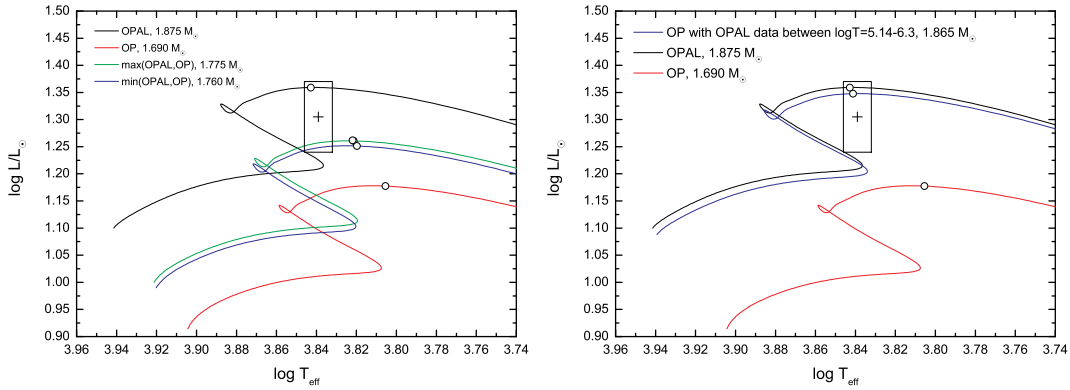 OPAL, 1.875 M☉
OP, 1.690 M☉
max(OPAL,OP), 1.775 M☉
min(OPAL,OP), 1.760 M☉
1.50
1.45
1.40
1.35
1.30
1.25
1.20
1.15
1.10
1.05
1.00
0.95
0.90
log L/L☉
3.96 3.94 3.92 3.90 3.88 3.86 3.84 3.82 3.80 3.78 3.76 3.74
log Teff
OP with OPAL data between logT=5.14-6.3, 1.865 M☉
OPAL, 1.875 M☉
OP, 1.690 M☉
1.50
1.45
1.40
1.35
1.30
1.25
1.20
1.15
1.10
1.05
1.00
0.95
0.90
log L/L☉
3.96 3.94 3.92 3.90 3.88 3.86 3.84 3.82 3.80 3.78 3.76 3.74
log Teff